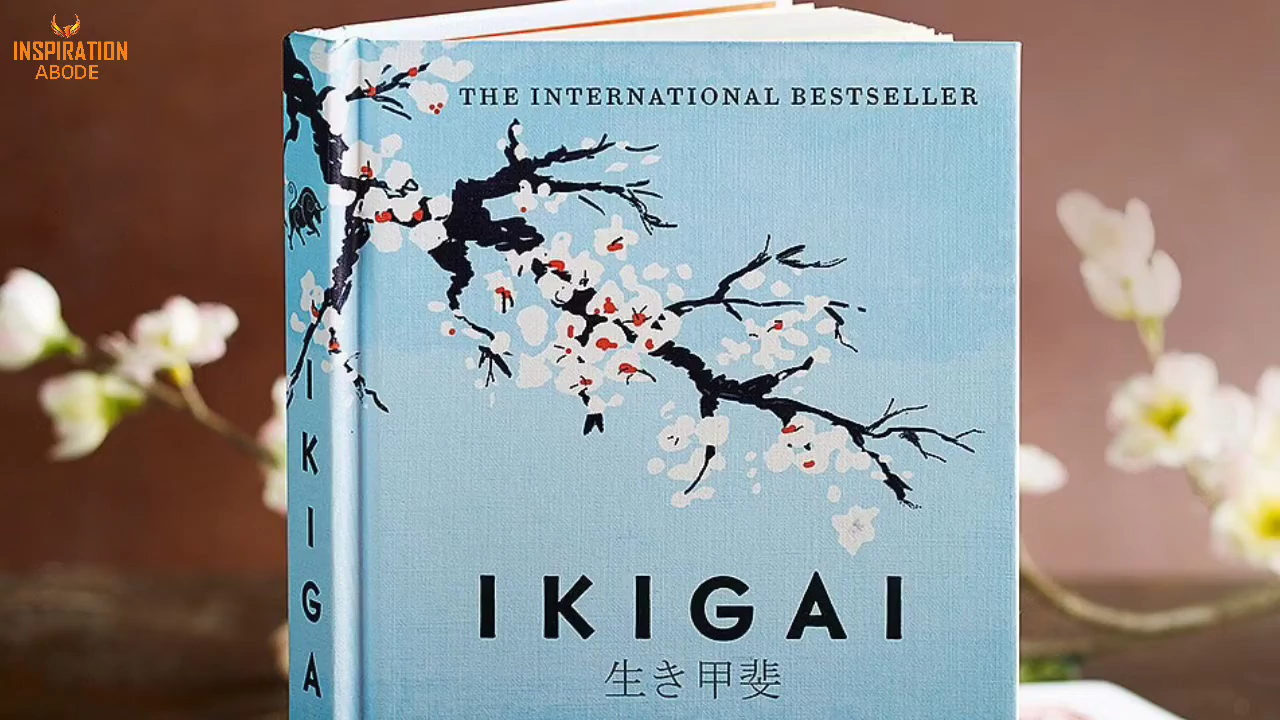 INSPIRATION
ABODE
THE INTERNATIONAL BESTSELLER
IKIGAI
生き甲斐
IKIGA